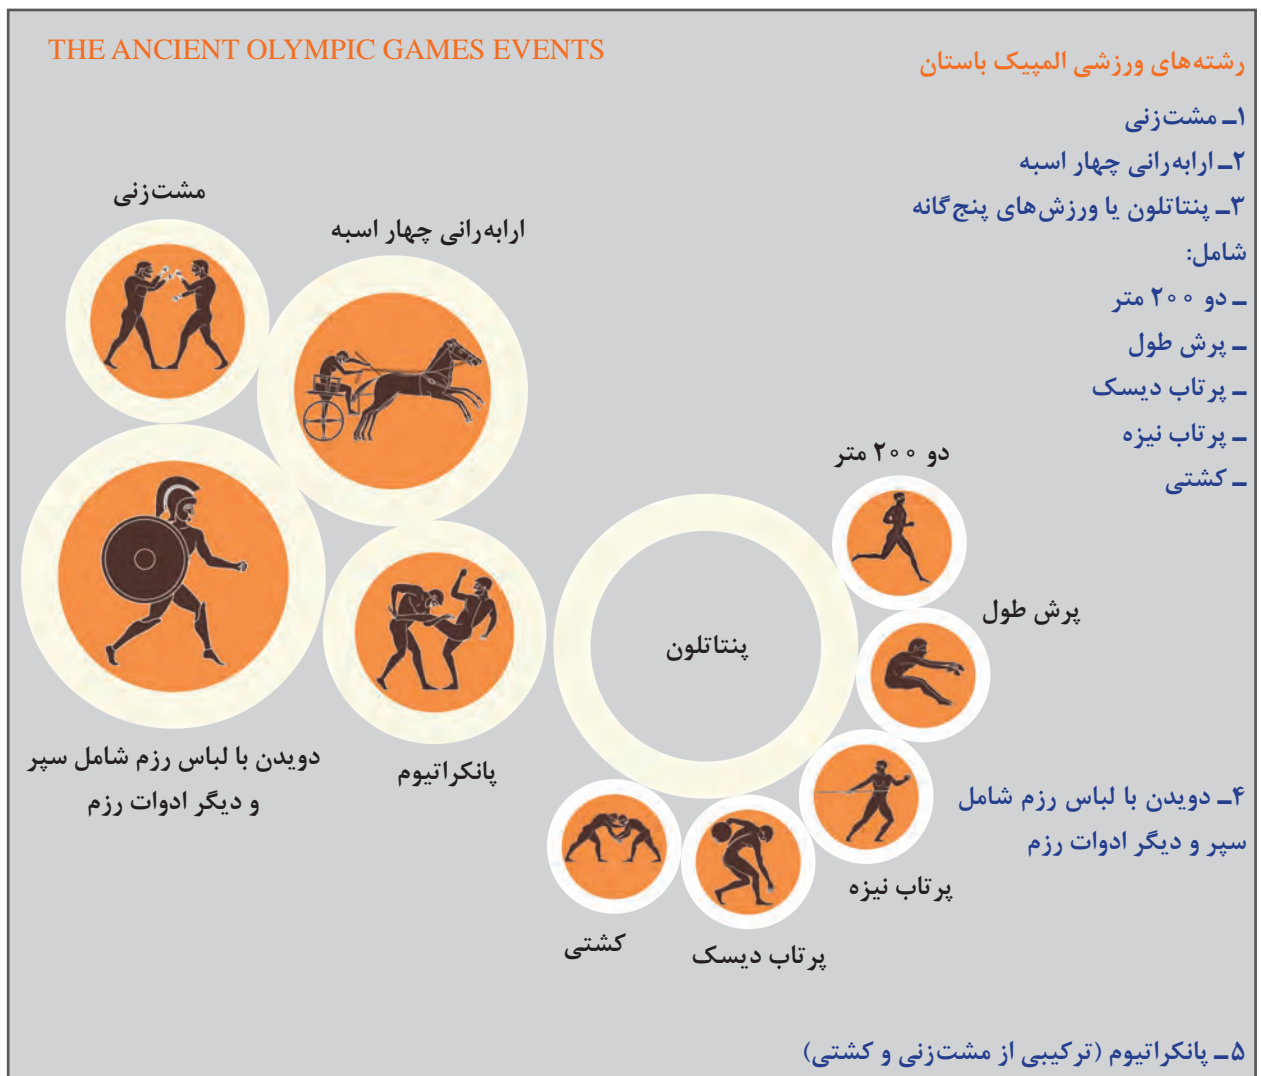 THE ANCIENT OLYMPIC GAMES EVENTS
رشته‌های ورزشی المپیک باستان
۱ـ مشت‌زنی
۲ـ ارابه‌رانی چهار اسبه
۳ـ پنتاتلون یا ورزش‌های پنج‌گانه
شامل:
ـ دو ۲۰۰ متر
ـ پرش طول
ـ پرتاب دیسک
ـ پرتاب نیزه
ـ کشتی
۴ـ دویدن با لباس رزم شامل
سپر و دیگر ادوات رزم
۵ـ پانکراتیوم (ترکیبی از مشت‌زنی و کشتی)
مشت‌زنی
ارابه‌رانی چهار اسبه
دویدن با لباس رزم شامل سپر
و دیگر ادوات رزم
پانکراتیوم
پنتاتلون
دو ۲۰۰ متر
پرش طول
پرتاب نیزه
پرتاب دیسک
کشتی